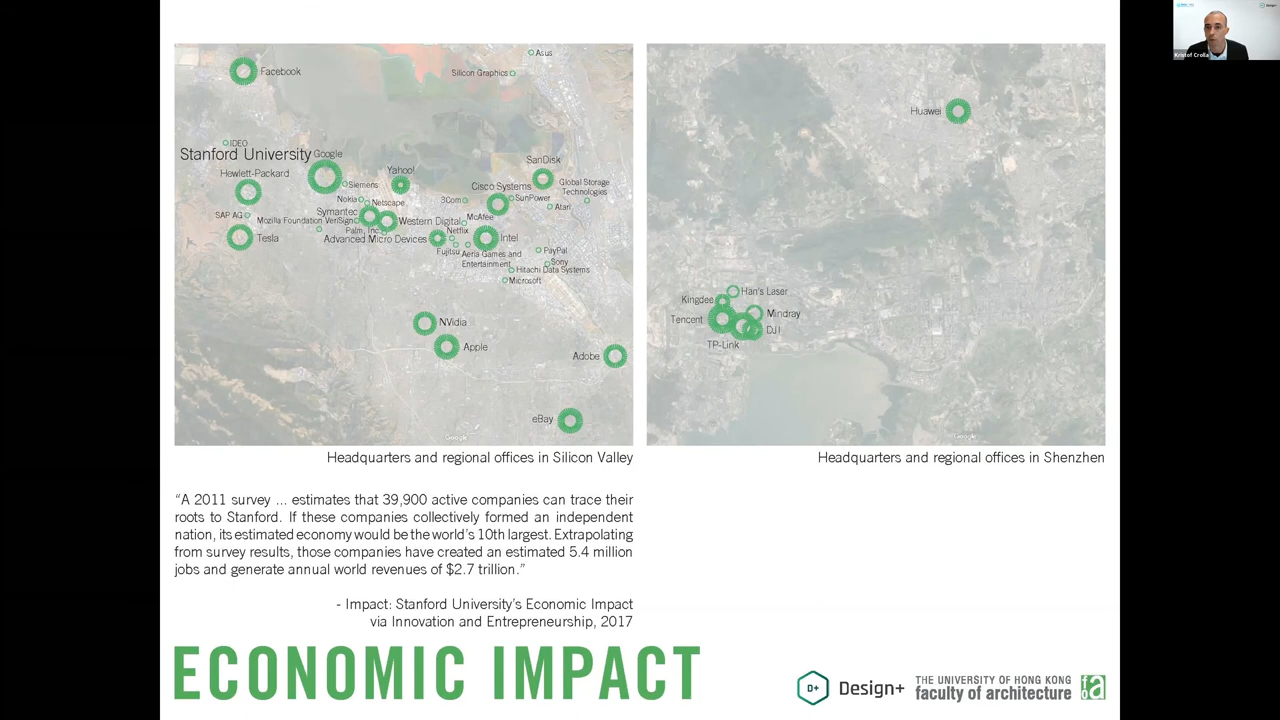 Kristof Crolla
Design+
Asus
Facebook
Silicon Graphics
IDEO
Stanford University
Google
Hewlett-Packard
Yahoo!
SanDisk
Siemens
Cisco Systems
Global Storage
Technologies
Nokia
Netscape
3Com
SunPower
Atari
SAP AG
Symantec
Mozilla Foundation
VeriSign
Western Digital
McAfee
Palm, Inc.
Netflix
Tesla
Advanced Micro Devices
Intel
Fujitsu
Aeria Games and
Entertainment
PayPal
Sony
Hitachi Data Systems
Microsoft
NVidia
Apple
Adobe
eBay
Google
Huawei
Han's Laser
Kingdee
Mindray
Tencent
DJI
TP-Link
Google
Headquarters and regional offices in Silicon Valley
Headquarters and regional offices in Shenzhen
“A 2011 survey ... estimates that 39,900 active companies can trace their
roots to Stanford. If these companies collectively formed an independent
nation, its estimated economy would be the world’s 10th largest. Extrapolating
from survey results, those companies have created an estimated 5.4 million
jobs and generate annual world revenues of $2.7 trillion.”
- Impact: Stanford University’s Economic Impact
via Innovation and Entrepreneurship, 2017
ECONOMIC IMPACT
D+
Design+
THE UNIVERSITY OF HONG KONG
faculty of architecture
foa